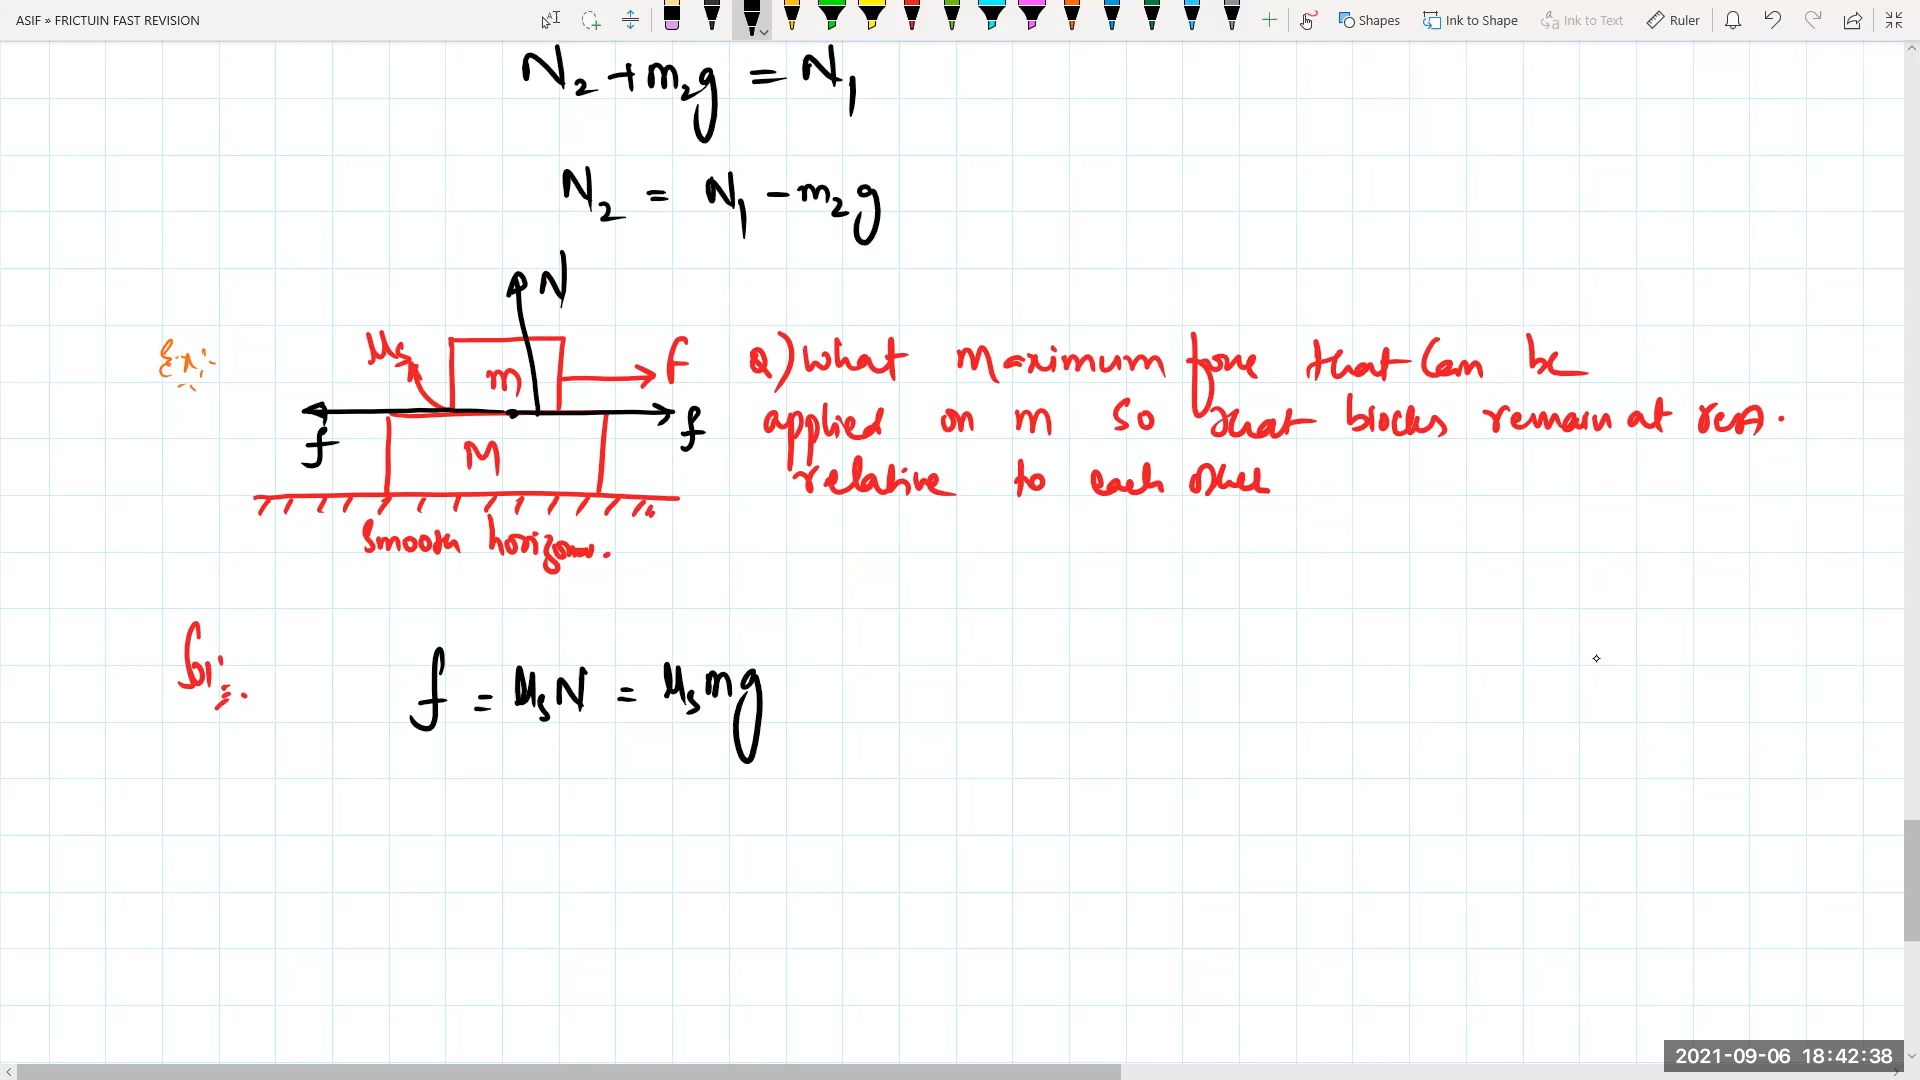 ASIF » FRICTUIN FAST REVISION
Shapes
Ink to Shape
Ink to Text
Ruler
N₂ + m₂g = N₁
N₂ = N₁ - m₂g
N
Ex:-
μs
m
F
f
f
M
Smooth
Q) What Maximum force that Can be
applied on m so that blocks remain at rest.
relative to each other
Sol:
f = μsN = μsmg
2021-09-06 18:42:38